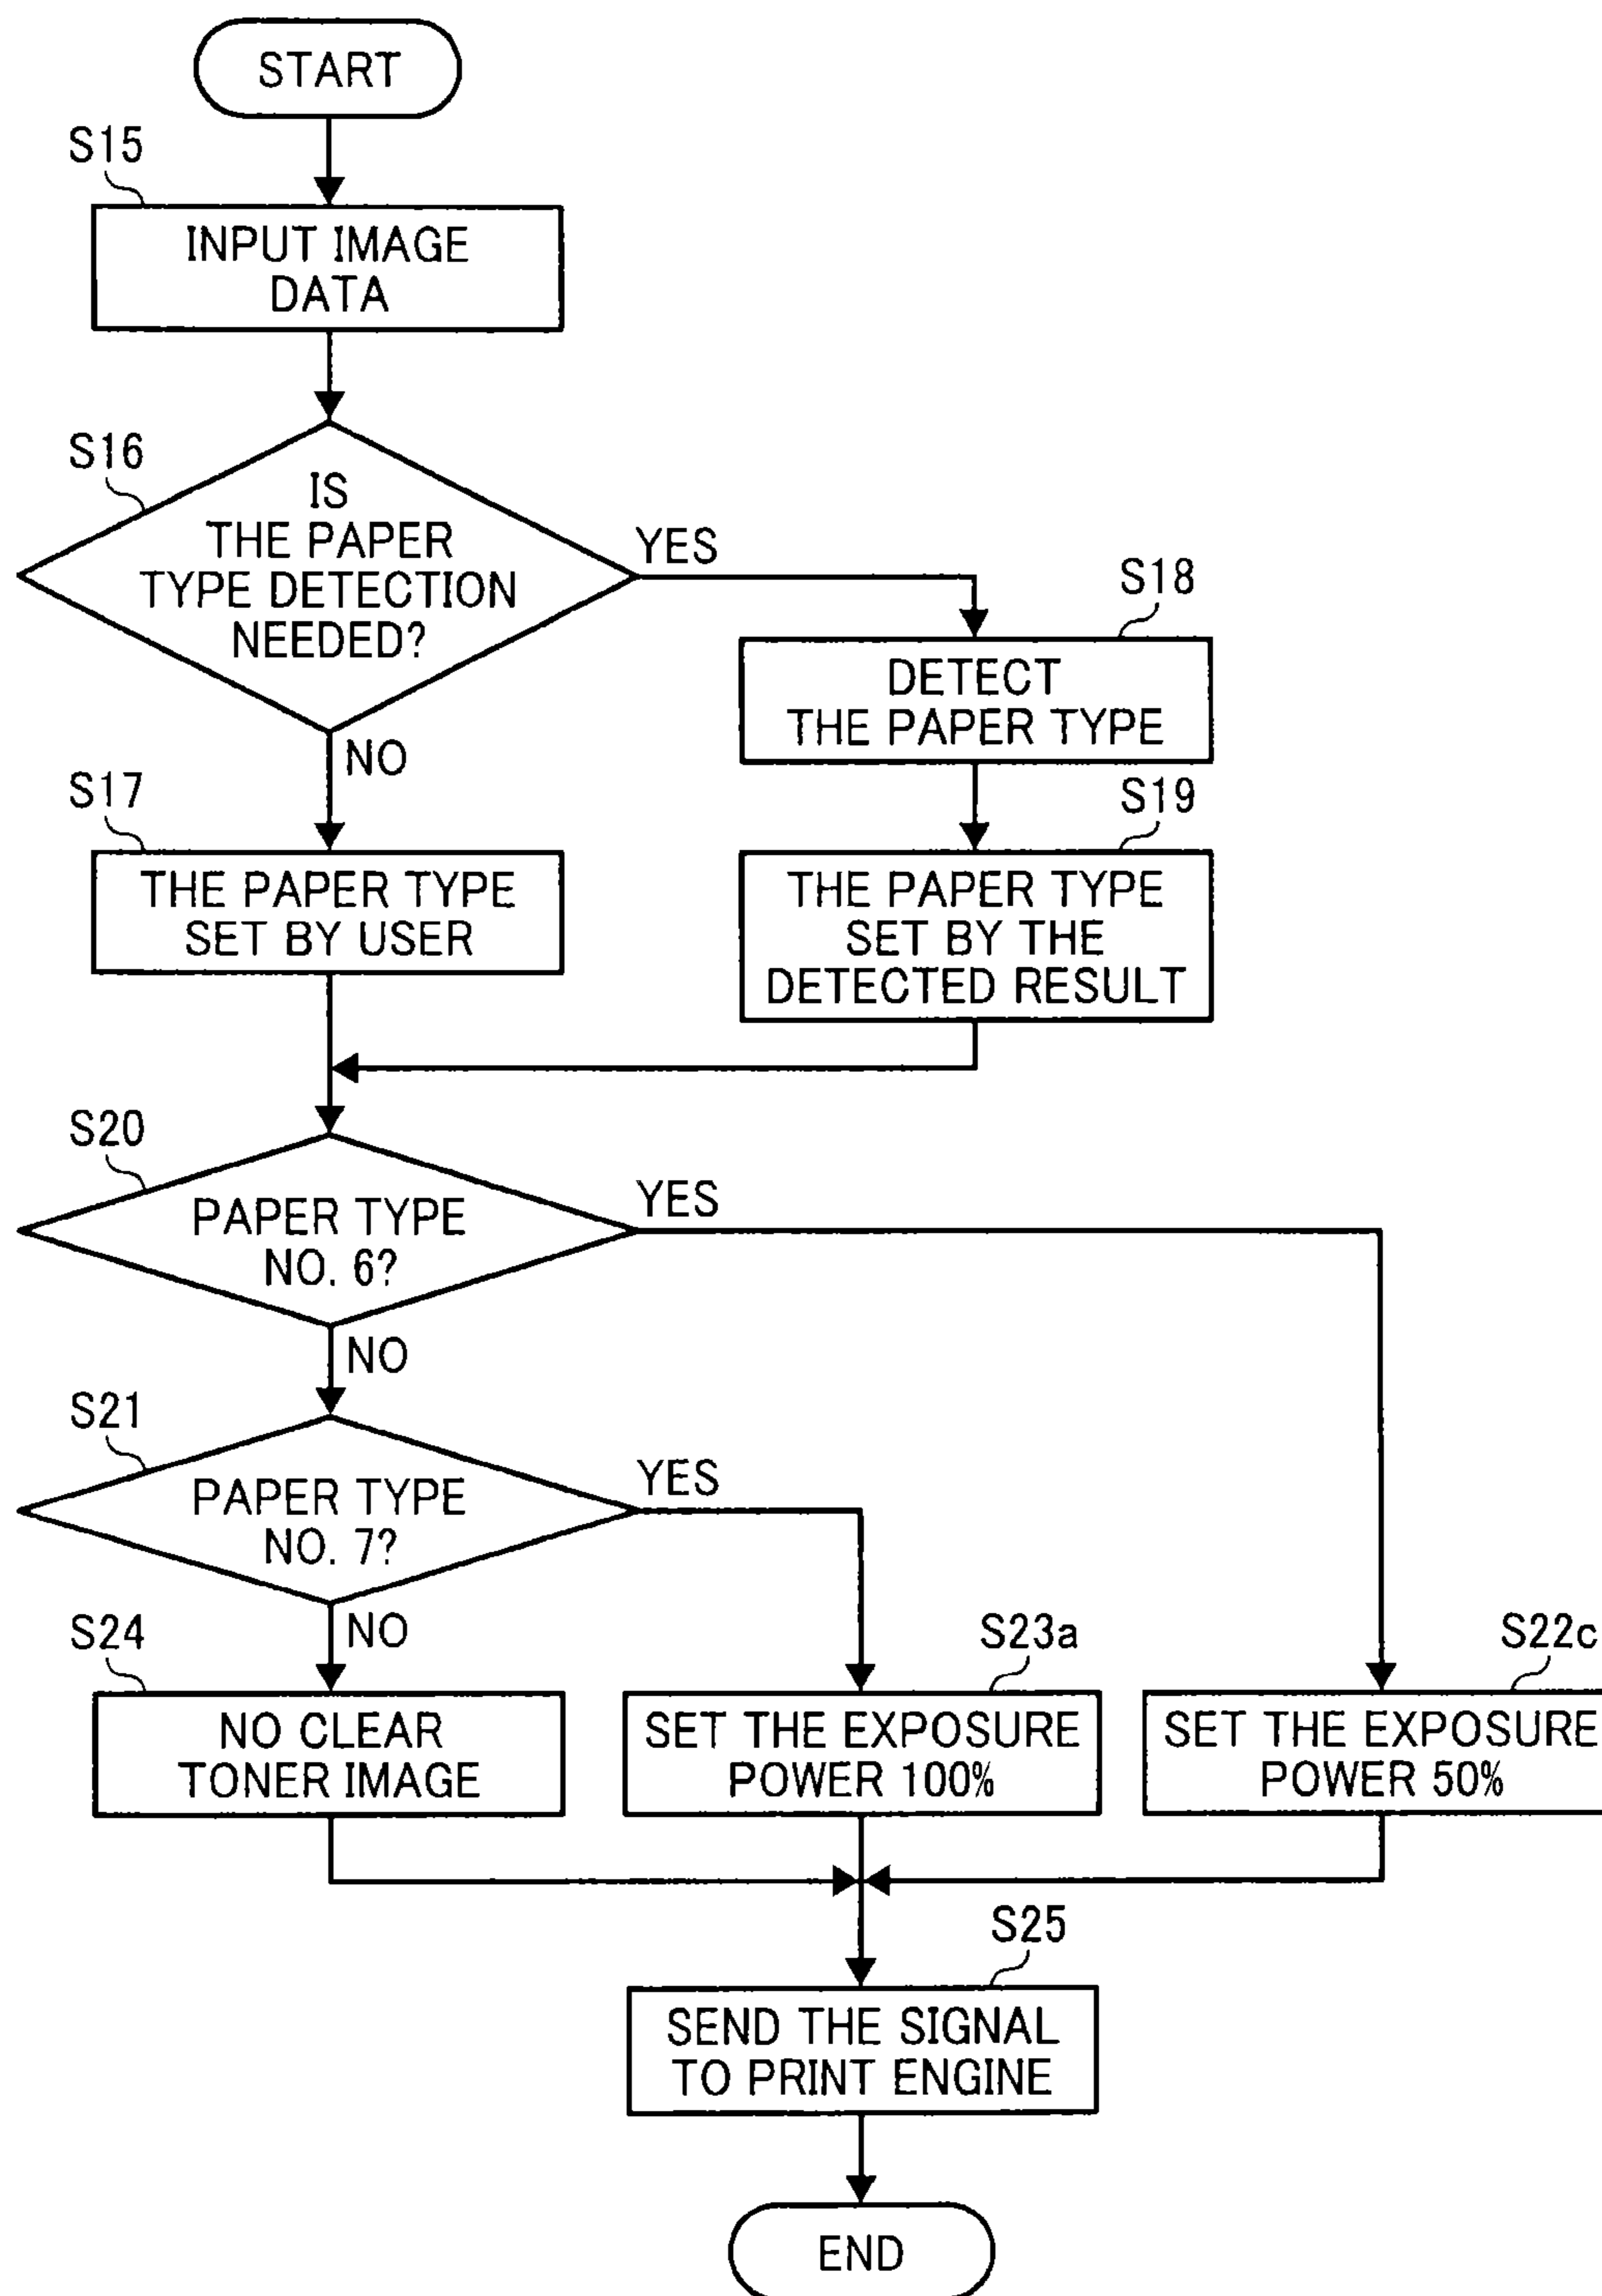 START
S15
INPUT IMAGE
DATA
S16
IS
THE PAPER
TYPE DETECTION
NEEDED?
YES
NO
S18
DETECT
THE PAPER TYPE
S17
THE PAPER TYPE
SET BY USER
S19
THE PAPER TYPE
SET BY THE
DETECTED RESULT
S20
PAPER TYPE
NO. 6?
YES
NO
S21
PAPER TYPE
NO. 7?
YES
NO
S24
NO CLEAR
TONER IMAGE
S23a
SET THE EXPOSURE
POWER 100%
S22c
SET THE EXPOSURE
POWER 50%
S25
SEND THE SIGNAL
TO PRINT ENGINE
END